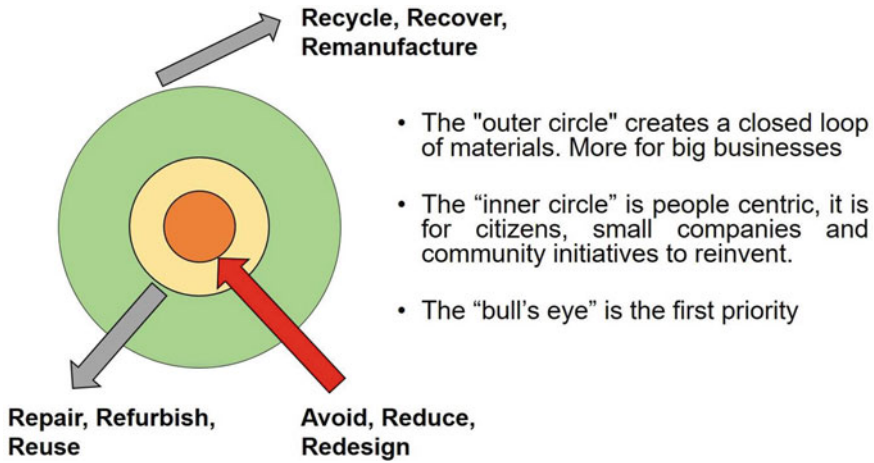 Recycle, Recover,
Remanufacture
• The "outer circle" creates a closed loop
of materials. More for big businesses
• The “inner circle” is people centric, it is
for citizens, small companies and
community initiatives to reinvent.
• The “bull’s eye” is the first priority
Repair, Refurbish,
Reuse
Avoid, Reduce,
Redesign